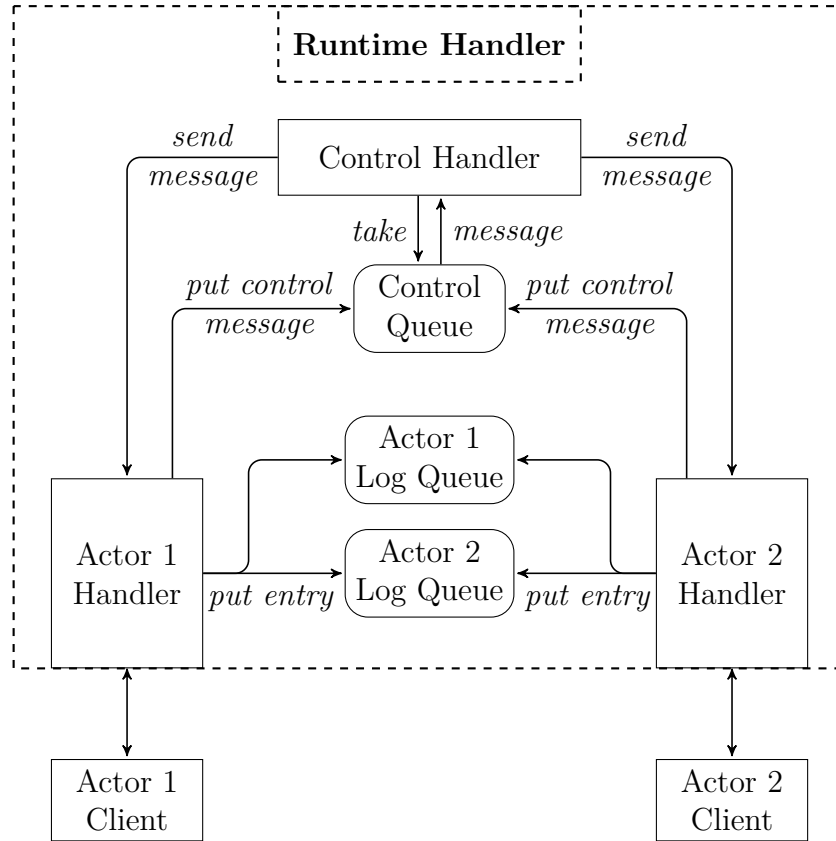 Runtime Handler
send
message
Control Handler
send
message
take
message
put control
message
Control
Queue
put control
message
Actor 1
Log Queue
Actor 1
Handler
put entry
Actor 2
Log Queue
put entry
Actor 2
Handler
Actor 1
Client
Actor 2
Client